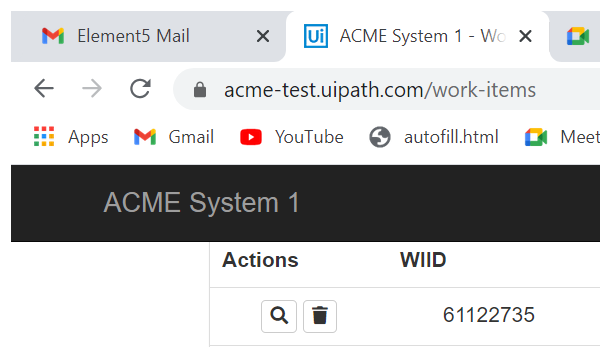 Element5 Mail
Ui ACME System 1 - Wo
acme-test.uipath.com/work-items
Apps Gmail YouTube autofill.html Meet
ACME System 1
Actions WIID
61122735